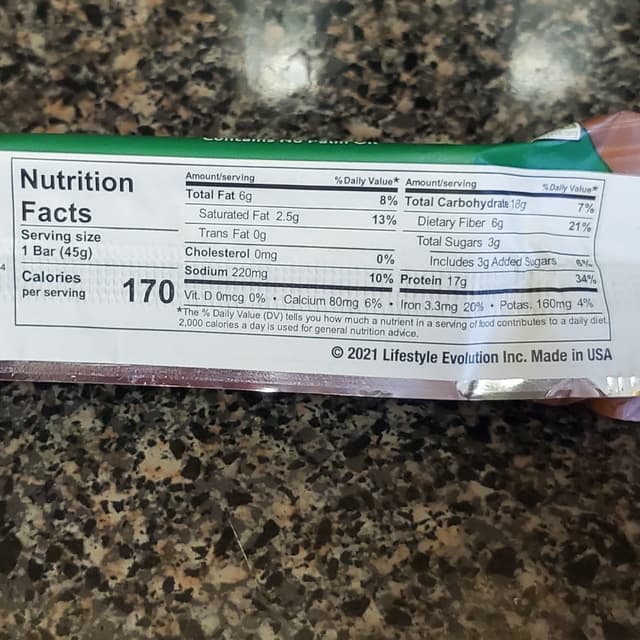 Nutrition
Facts
Serving size
1 Bar (45g)
Calories
per serving
170
Amount/serving % Daily Value*
Total Fat 6g 8%
Saturated Fat 2.5g 13%
Trans Fat 0g
Cholesterol 0mg 0%
Sodium 220mg 10%
Amount/serving % Daily Value*
Total Carbohydrate 18g 7%
Dietary Fiber 6g 21%
Total Sugars 3g
Includes 3g Added Sugars
Protein 17g 34%
Vit. D 0mcg 0% • Calcium 80mg 6% • Iron 3.3mg 20% • Potas. 160mg 4%
*The % Daily Value (DV) tells you how much a nutrient in a serving of food contributes to a daily diet.
2,000 calories a day is used for general nutrition advice.
© 2021 Lifestyle Evolution Inc. Made in USA